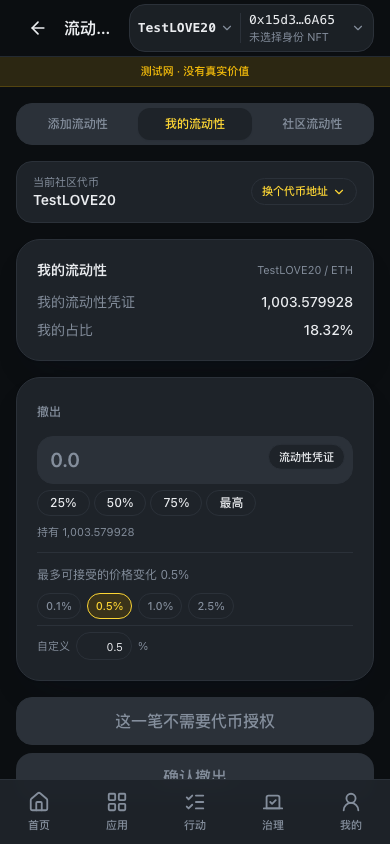 流动...
TestLOVE20
0x15d3…6A65
未选择身份 NFT
测试网 · 没有真实价值
添加流动性
我的流动性
社区流动性
当前社区代币
TestLOVE20
换个代币地址
我的流动性
TestLOVE20 / ETH
我的流动性凭证
1,003.579928
我的占比
18.32%
撤出
0.0
流动性凭证
25%
50%
75%
最高
持有 1,003.579928
最多可接受的价格变化 0.5%
0.1%
0.5%
1.0%
2.5%
自定义
0.5
%
这一笔不需要代币授权
确认撤出
首页
应用
行动
治理
我的